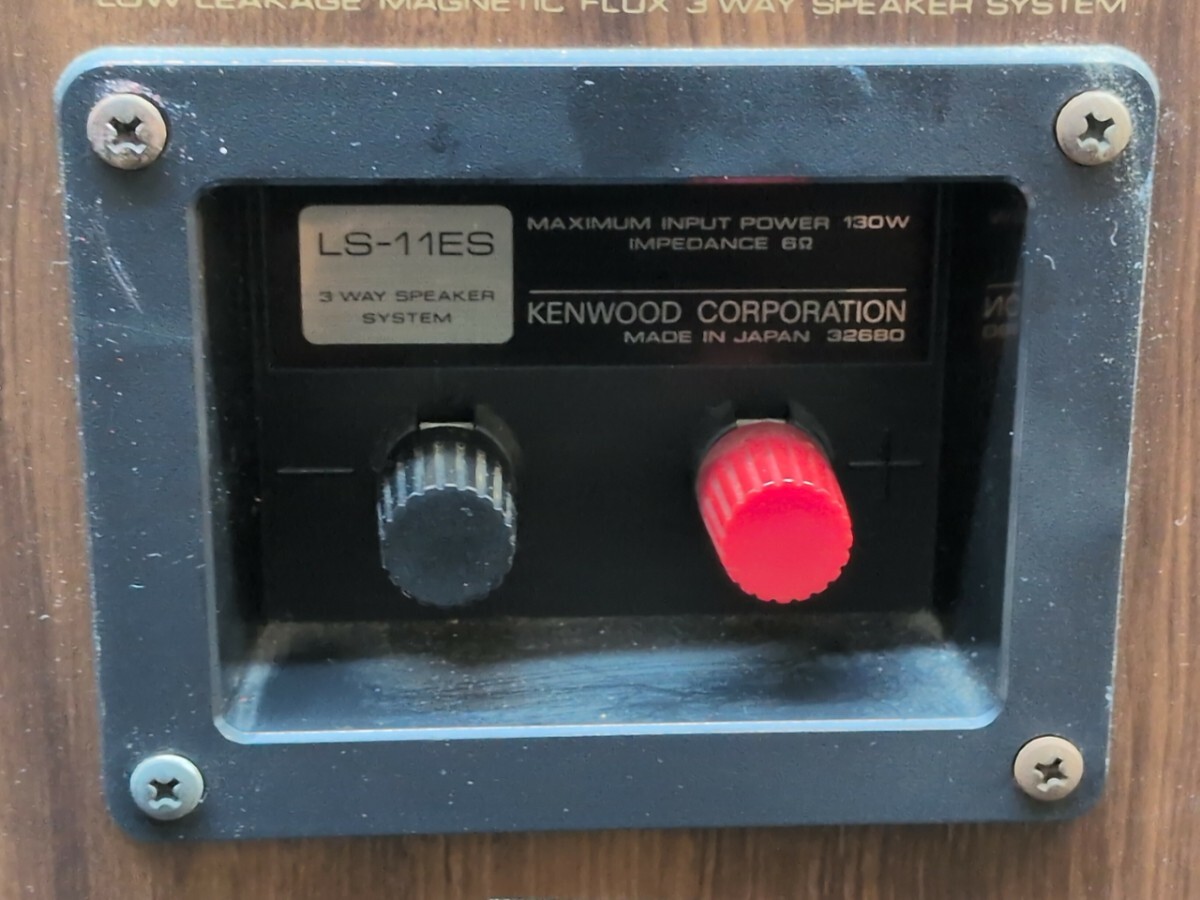 LOW LEAKAGE MAGNETIC FLUX 3 WAY SPEAKER SYSTEM
LS-11ES
3 WAY SPEAKER
SYSTEM
MAXIMUM INPUT POWER 130W
IMPEDANCE 6Ω
KENWOOD CORPORATION
MADE IN JAPAN 32680
— +